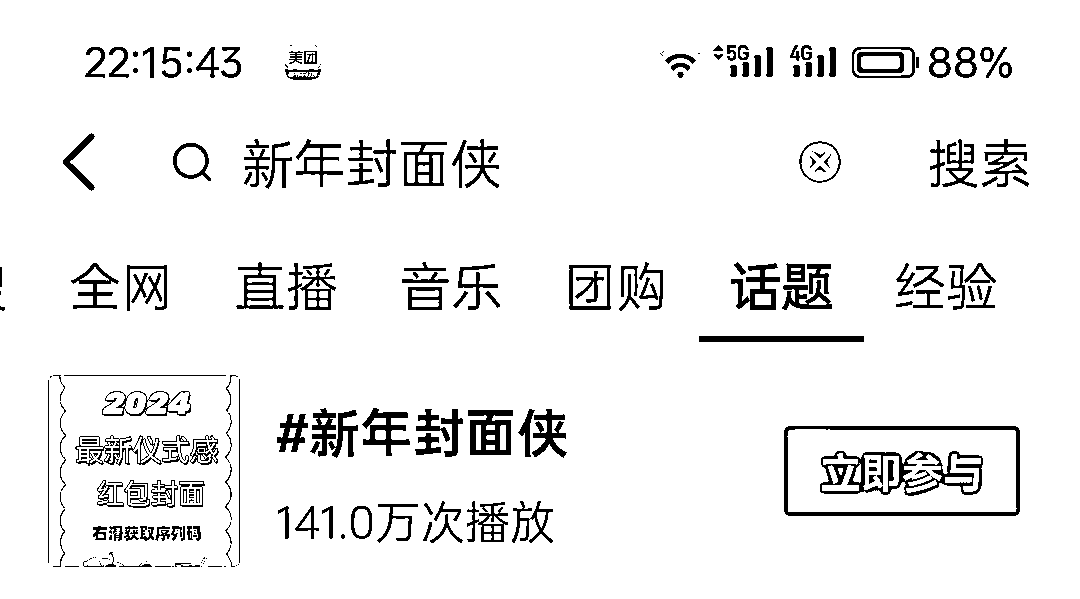 22:15:43 美团 5G 4G 88%
新年封面侠 搜索
全网 直播 音乐 团购 话题 经验
2024
最新仪式感
红包封面
右滑获取序列码
#新年封面侠
141.0万次播放
立即参与